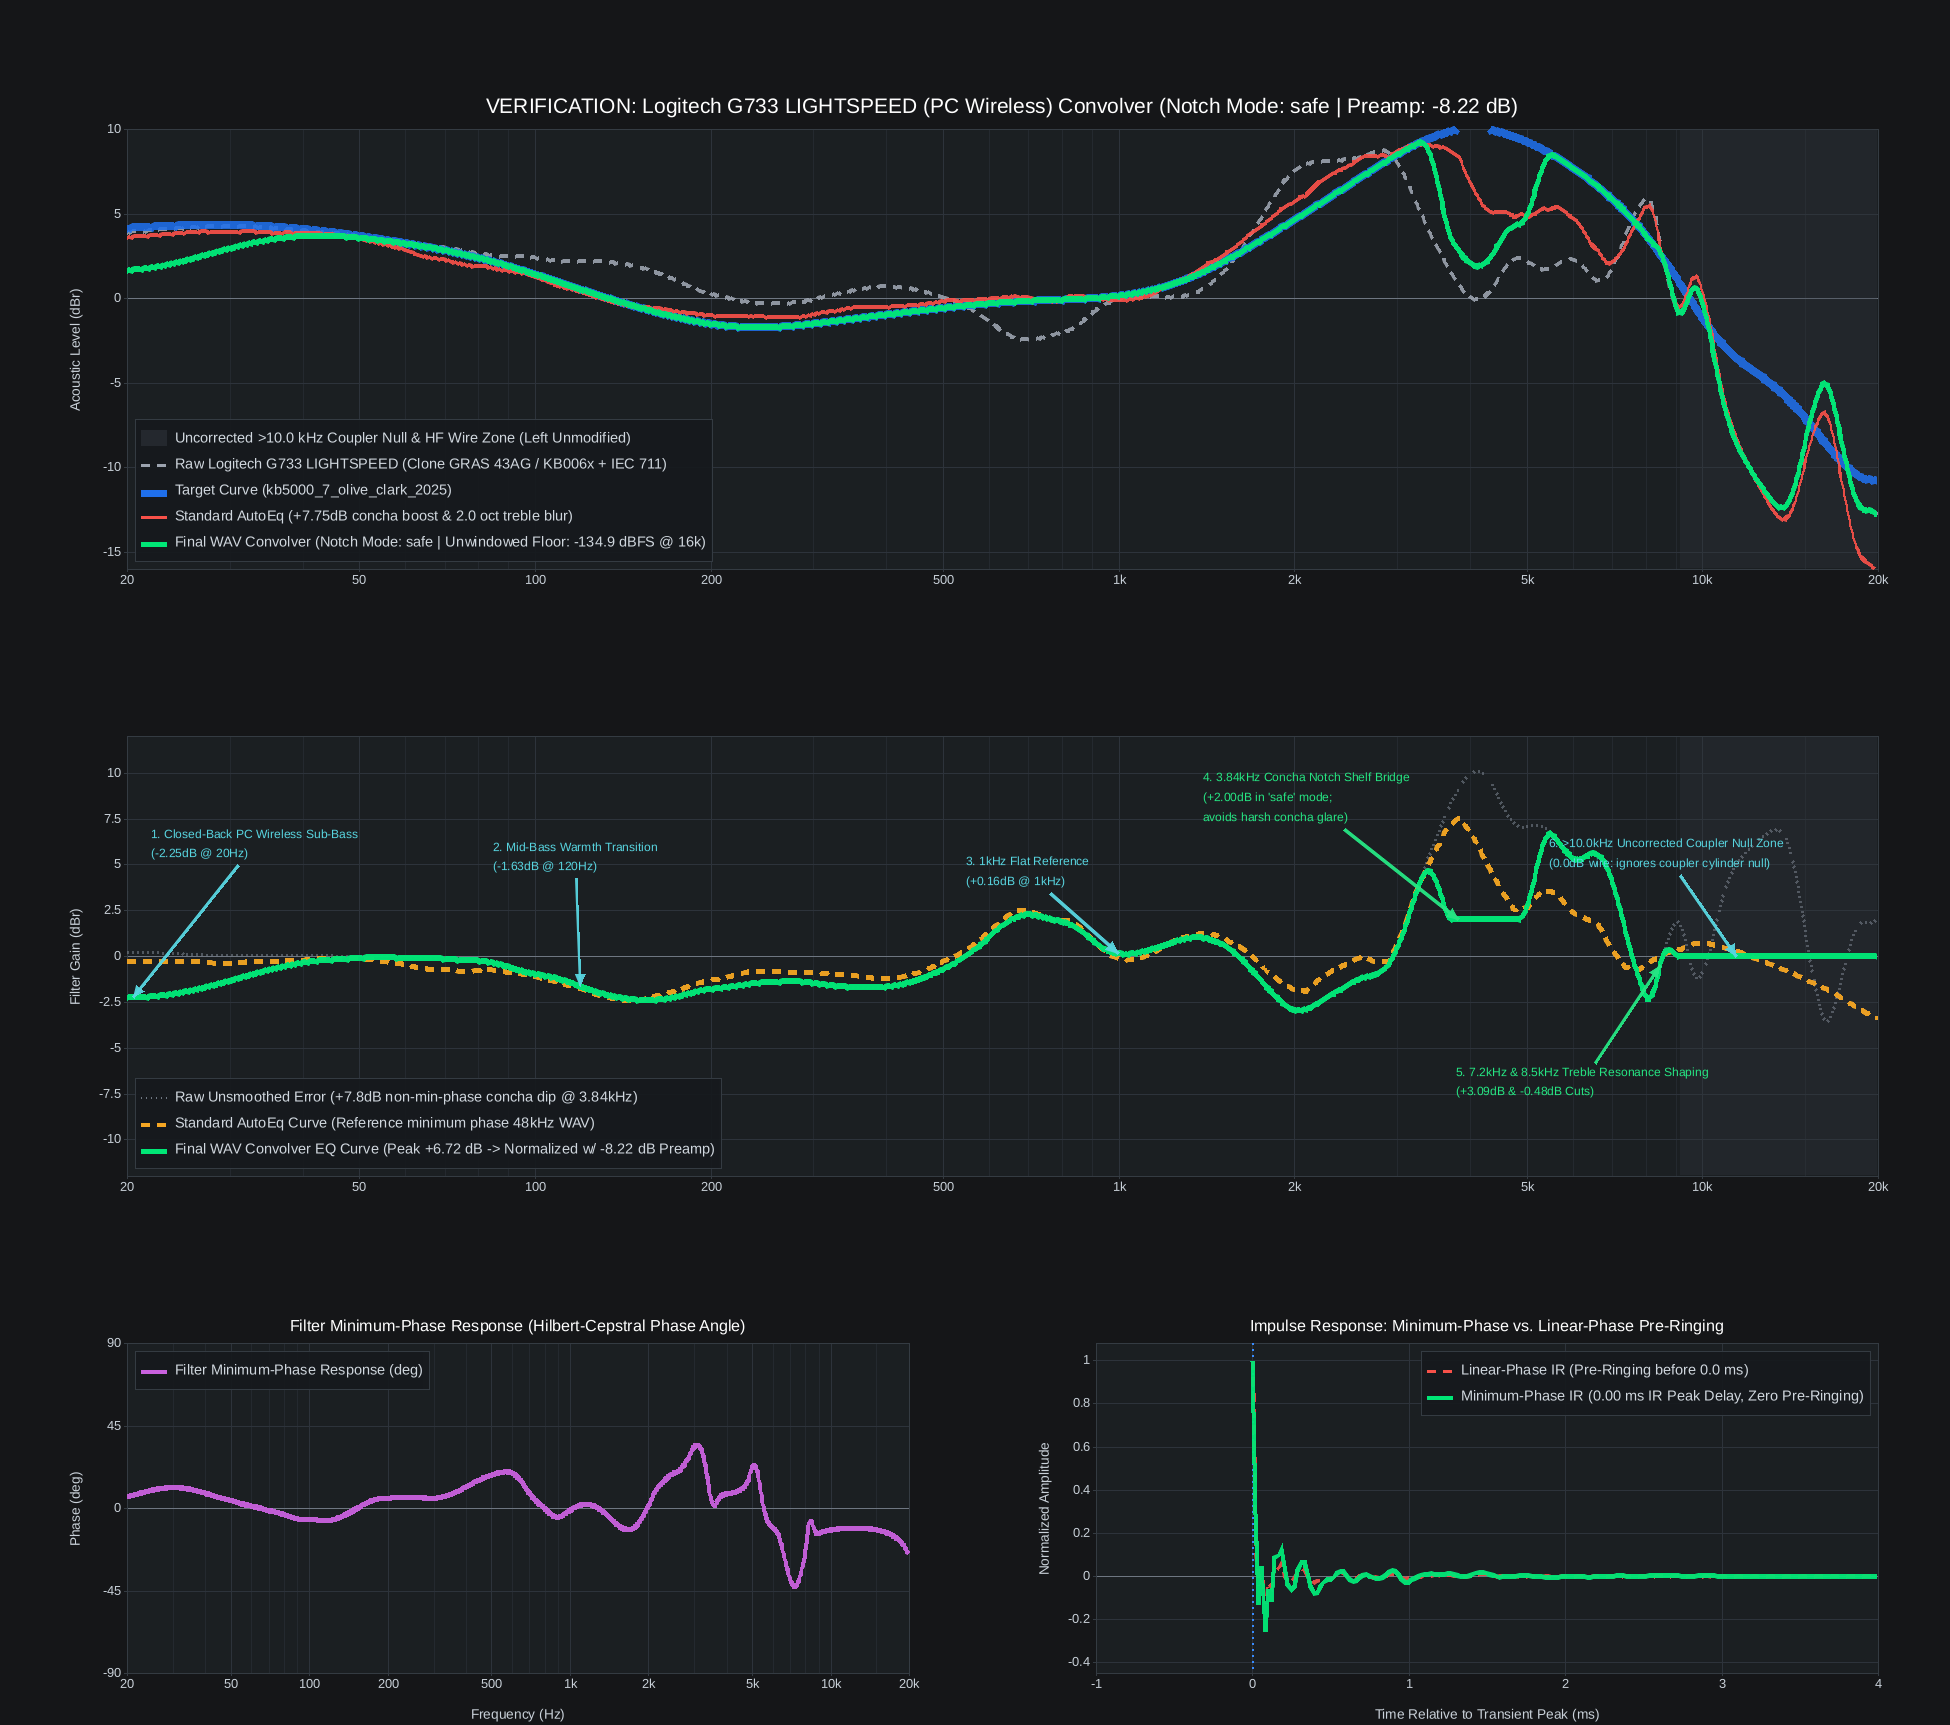 VERIFICATION: Logitech G733 LIGHTSPEED (PC Wireless) Convolver (Notch Mode: safe | Preamp: -8.22 dB)
10
5
0
-5
-10
-15
Acoustic Level (dBr)
Uncorrected >10.0 kHz Coupler Null & HF Wire Zone (Left Unmodified)
Raw Logitech G733 LIGHTSPEED (Clone GRAS 43AG / KB006x + IEC 711)
Target Curve (kb5000_7_olive_clark_2025)
Standard AutoEq (+7.75dB concha boost & 2.0 oct treble blur)
Final WAV Convolver (Notch Mode: safe | Unwindowed Floor: -134.9 dBFS @ 16k)
20 50 100 200 500 1k 2k 5k 10k 20k
10
7.5
5
2.5
0
-2.5
-5
-7.5
-10
Filter Gain (dBr)
1. Closed-Back PC Wireless Sub-Bass
(-2.25dB @ 20Hz)
2. Mid-Bass Warmth Transition
(-1.63dB @ 120Hz)
3. 1kHz Flat Reference
(+0.16dB @ 1kHz)
4. 3.84kHz Concha Notch Shelf Bridge
(+2.00dB in 'safe' mode;
avoids harsh concha glare)
6. >10.0kHz Uncorrected Coupler Null Zone
(0.0dB wire: ignores coupler cylinder null)
5. 7.2kHz & 8.5kHz Treble Resonance Shaping
(+3.09dB & -0.48dB Cuts)
Raw Unsmoothed Error (+7.8dB non-min-phase concha dip @ 3.84kHz)
Standard AutoEq Curve (Reference minimum phase 48kHz WAV)
Final WAV Convolver EQ Curve (Peak +6.72 dB -> Normalized w/ -8.22 dB Preamp)
20 50 100 200 500 1k 2k 5k 10k 20k
Filter Minimum-Phase Response (Hilbert-Cepstral Phase Angle)
90
45
0
-45
-90
Phase (deg)
Filter Minimum-Phase Response (deg)
20 50 100 200 500 1k 2k 5k 10k 20k
Frequency (Hz)
Impulse Response: Minimum-Phase vs. Linear-Phase Pre-Ringing
1
0.8
0.6
0.4
0.2
0
-0.2
-0.4
Normalized Amplitude
Linear-Phase IR (Pre-Ringing before 0.0 ms)
Minimum-Phase IR (0.00 ms IR Peak Delay, Zero Pre-Ringing)
-1 0 1 2 3 4
Time Relative to Transient Peak (ms)